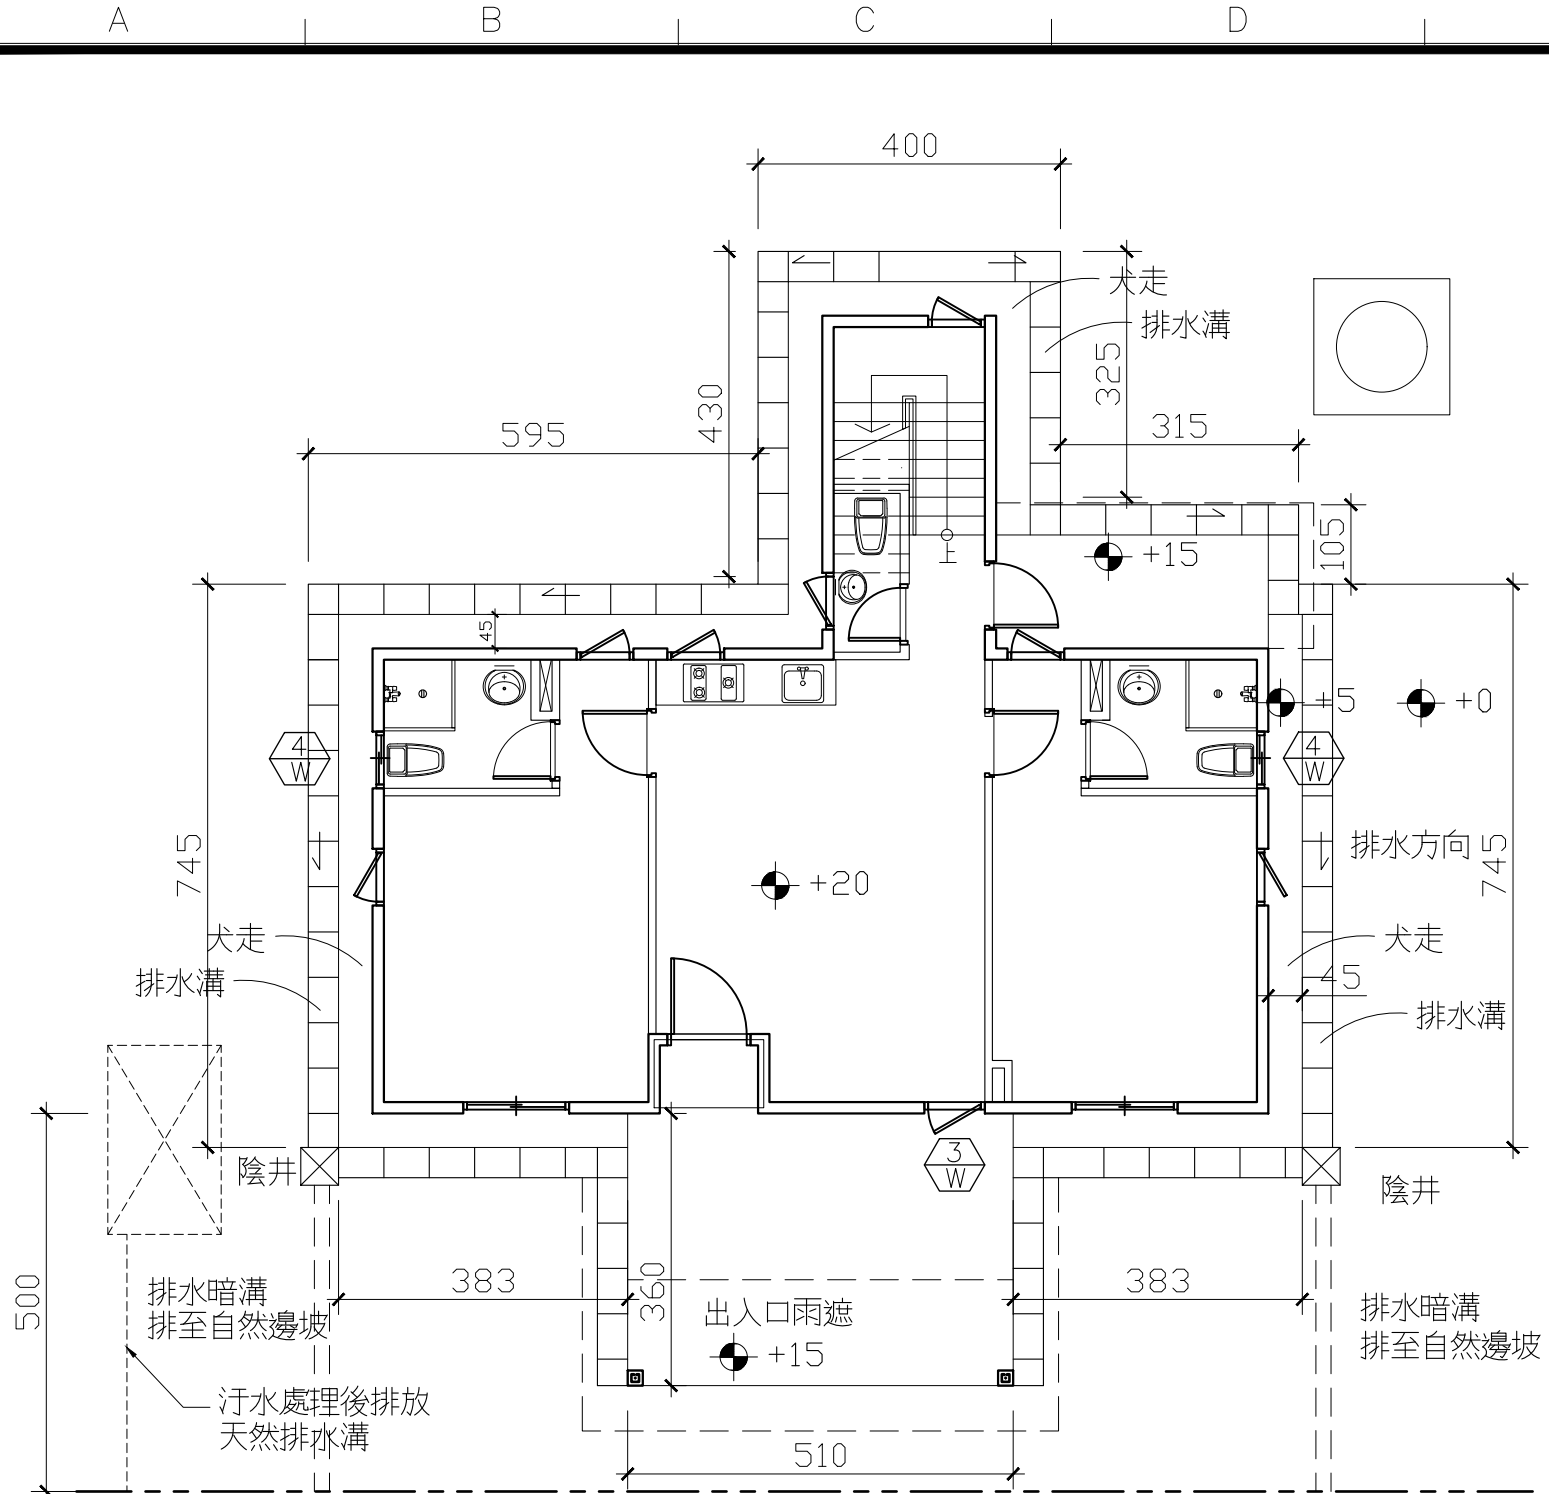 A B C D
400
犬走
排水溝
325
430
595
315
105
+15
上
45
+5
+0
4
W
4
W
745
排水方向
745
+20
犬走
排水溝
犬走
45
排水溝
陰井
3
W
陰井
500
383
360
383
排水暗溝
排至自然邊坡
出入口雨遮
+15
排水暗溝
排至自然邊坡
汙水處理後排放
天然排水溝
510